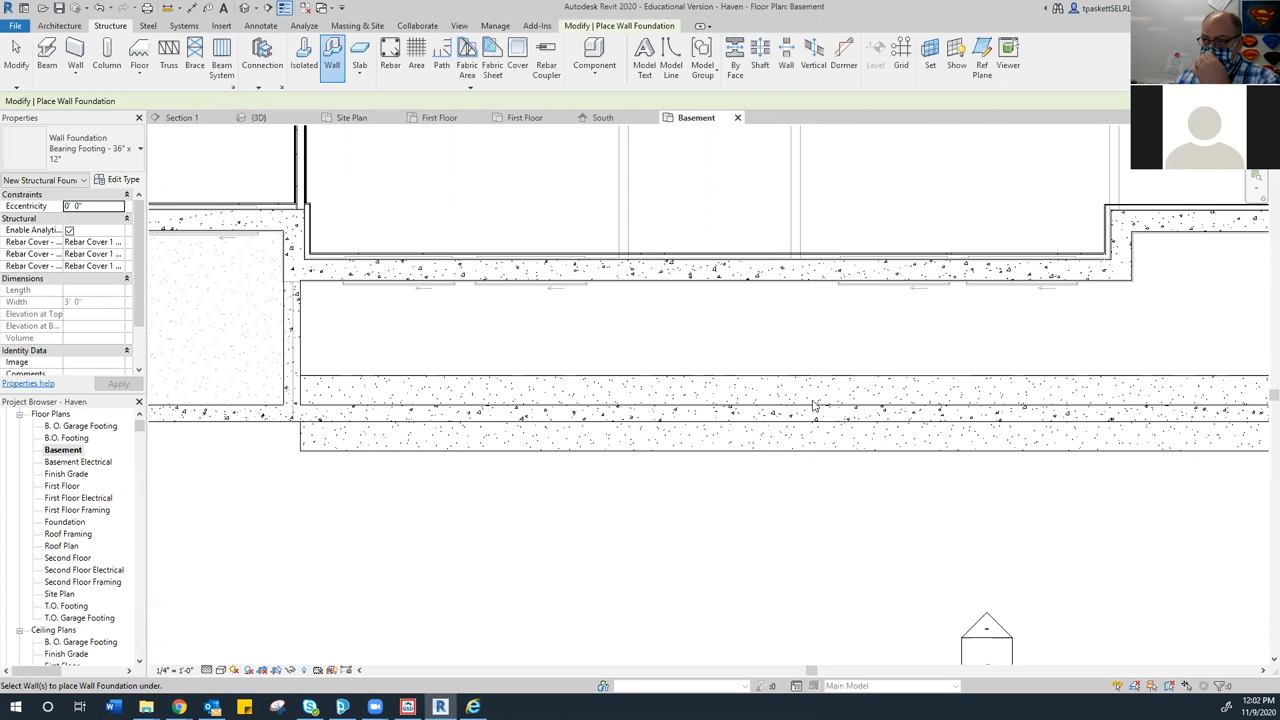 Autodesk Revit 2020 - Educational Version - Haven - Floor Plan: Basement
tpaskettSELRL...
File Architecture Structure Steel Systems Insert Annotate Analyze Massing & Site Collaborate View Manage Add-Ins Modify | Place Wall Foundation
Modify Beam Wall Column Floor Truss Brace Beam System Connection Isolated Wall Slab Rebar Area Path Fabric Area Fabric Sheet Cover Rebar Coupler Component Model Text Model Line Model Group By Face Shaft Wall Vertical Dormer Level Grid Set Show Ref Plane Viewer
Modify | Place Wall Foundation
Properties
Section 1 {3D} Site Plan First Floor First Floor South Basement
Wall Foundation
Bearing Footing - 36" x
12"
New Structural Foun Edit Type
Constraints
Eccentricity 0' 0"
Structural
Enable Analyti...
Rebar Cover - ... Rebar Cover 1 ...
Rebar Cover - ... Rebar Cover 1 ...
Rebar Cover - ... Rebar Cover 1 ...
Dimensions
Length
Width 3' 0"
Elevation at Top
Elevation at B...
Volume
Identity Data
Image
Comments
Properties help Apply
Project Browser - Haven
Floor Plans
B. O. Garage Footing
B.O. Footing
Basement
Basement Electrical
Finish Grade
First Floor
First Floor Electrical
First Floor Framing
Foundation
Roof Framing
Roof Plan
Second Floor
Second Floor Electrical
Second Floor Framing
Site Plan
T.O. Footing
T.O. Garage Footing
Ceiling Plans
B. O. Garage Footing
Finish Grade
First Floor
1/4" = 1'-0"
Select Wall(s) to place Wall Foundation under. :0 Main Model :0
12:02 PM
11/9/2020